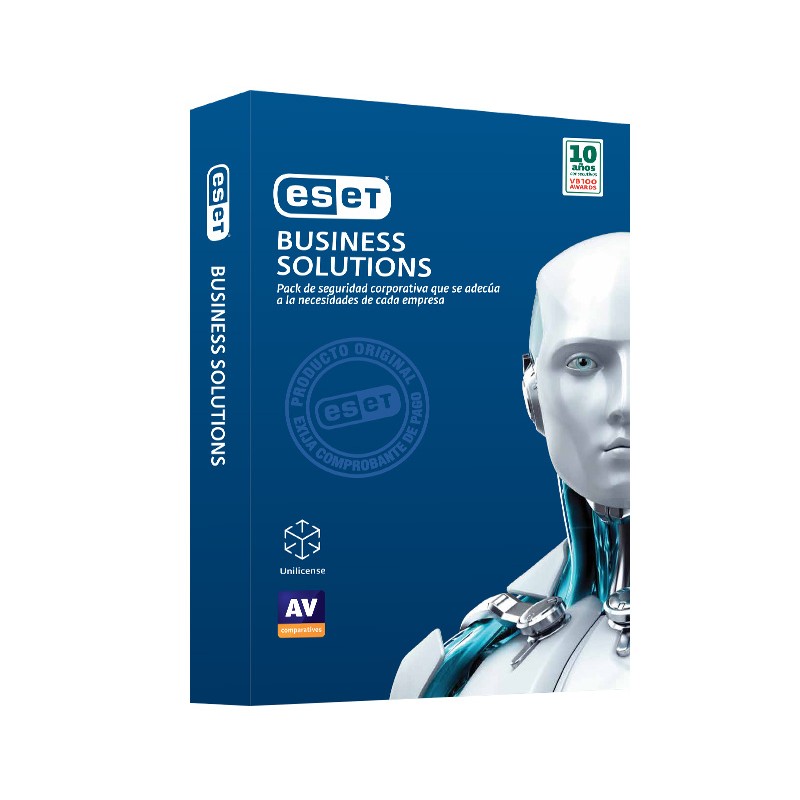 eset
BUSINESS SOLUTIONS
eset®
BUSINESS
SOLUTIONS
Pack de seguridad corporativa que se adecúa
a la necesidades de cada empresa
10
años
consecutivos
VB100
AWARDS
PRODUCTO ORIGINAL
eset
EXIJA COMPROBANTE DE PAGO
Unilicense
AV
comparatives